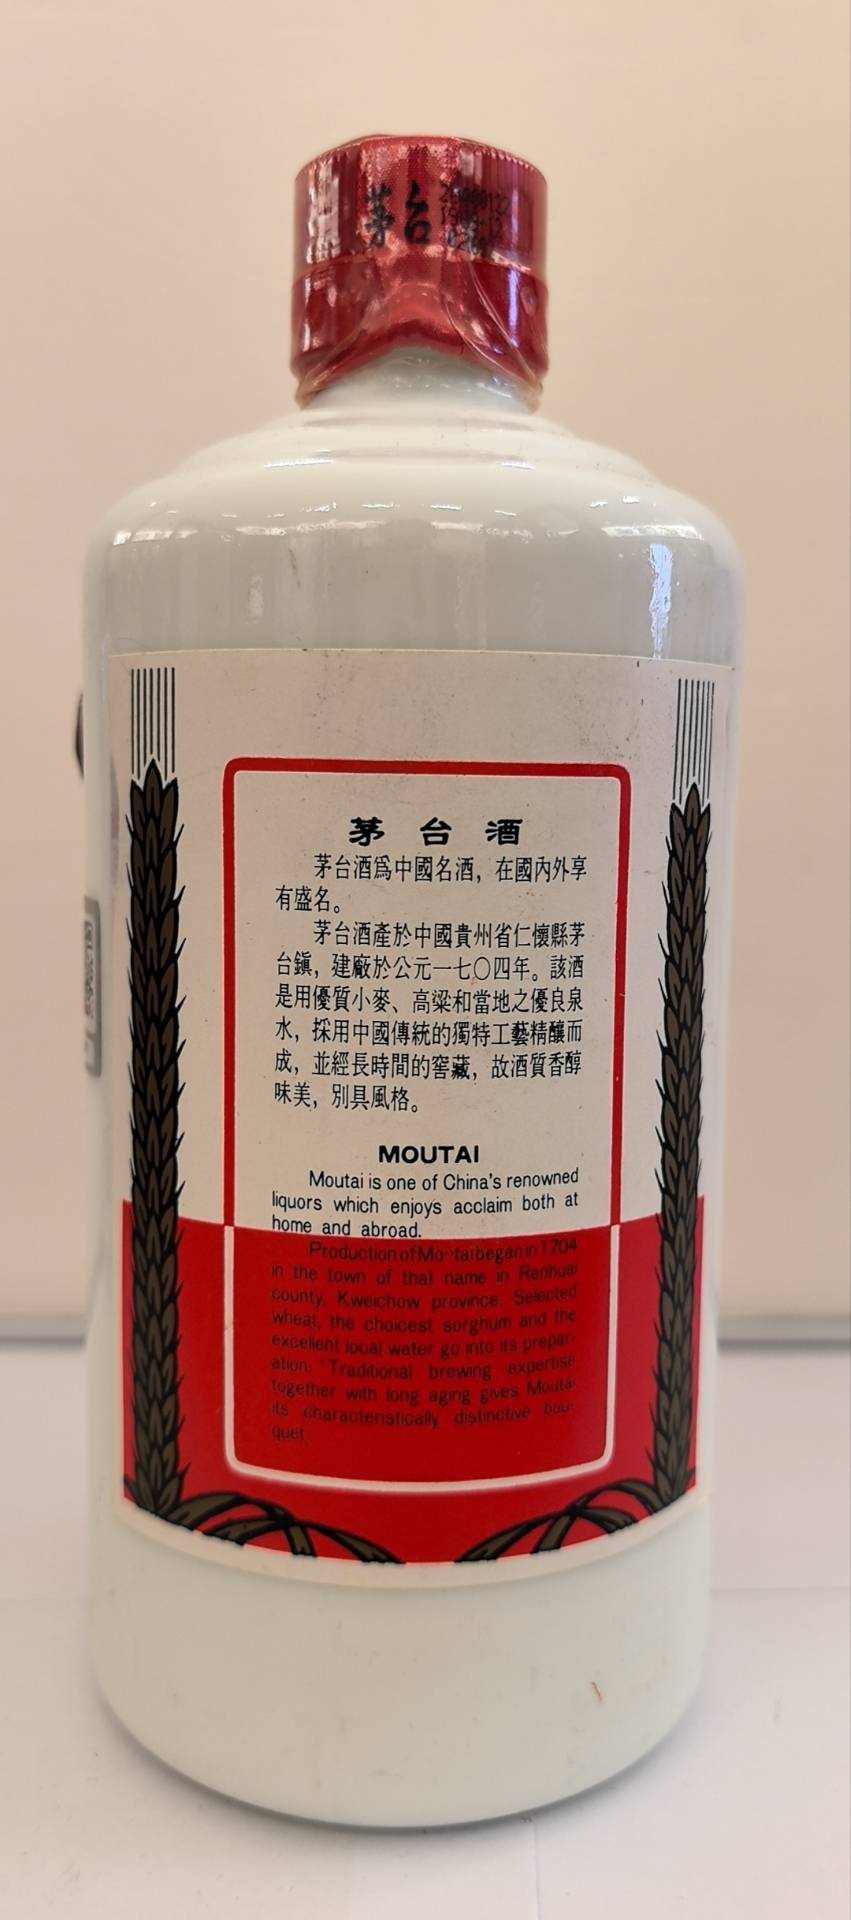 茅台
茅台酒
茅台酒爲中國名酒，在國內外享
有盛名。
茅台酒產於中國貴州省仁懷縣茅
台鎭，建廠於公元一七〇四年。該酒
是用優質小麥、高粱和當地之優良泉
水，採用中國傳統的獨特工藝精釀而
成，並經長時間的窖藏，故酒質香醇
味美，別具風格。
MOUTAI
Moutai is one of China's renowned
liquors which enjoys acclaim both at
home and abroad.
Production of Moutai began in 1704
in the town of that name in Renhuai
county, Kweichow province. Selected
wheat, the choicest sorghum and the
excellent local water go into its prepar-
ation. Traditional brewing expertise
together with long aging gives Moutai
its characteristically distinctive bou-
quet.